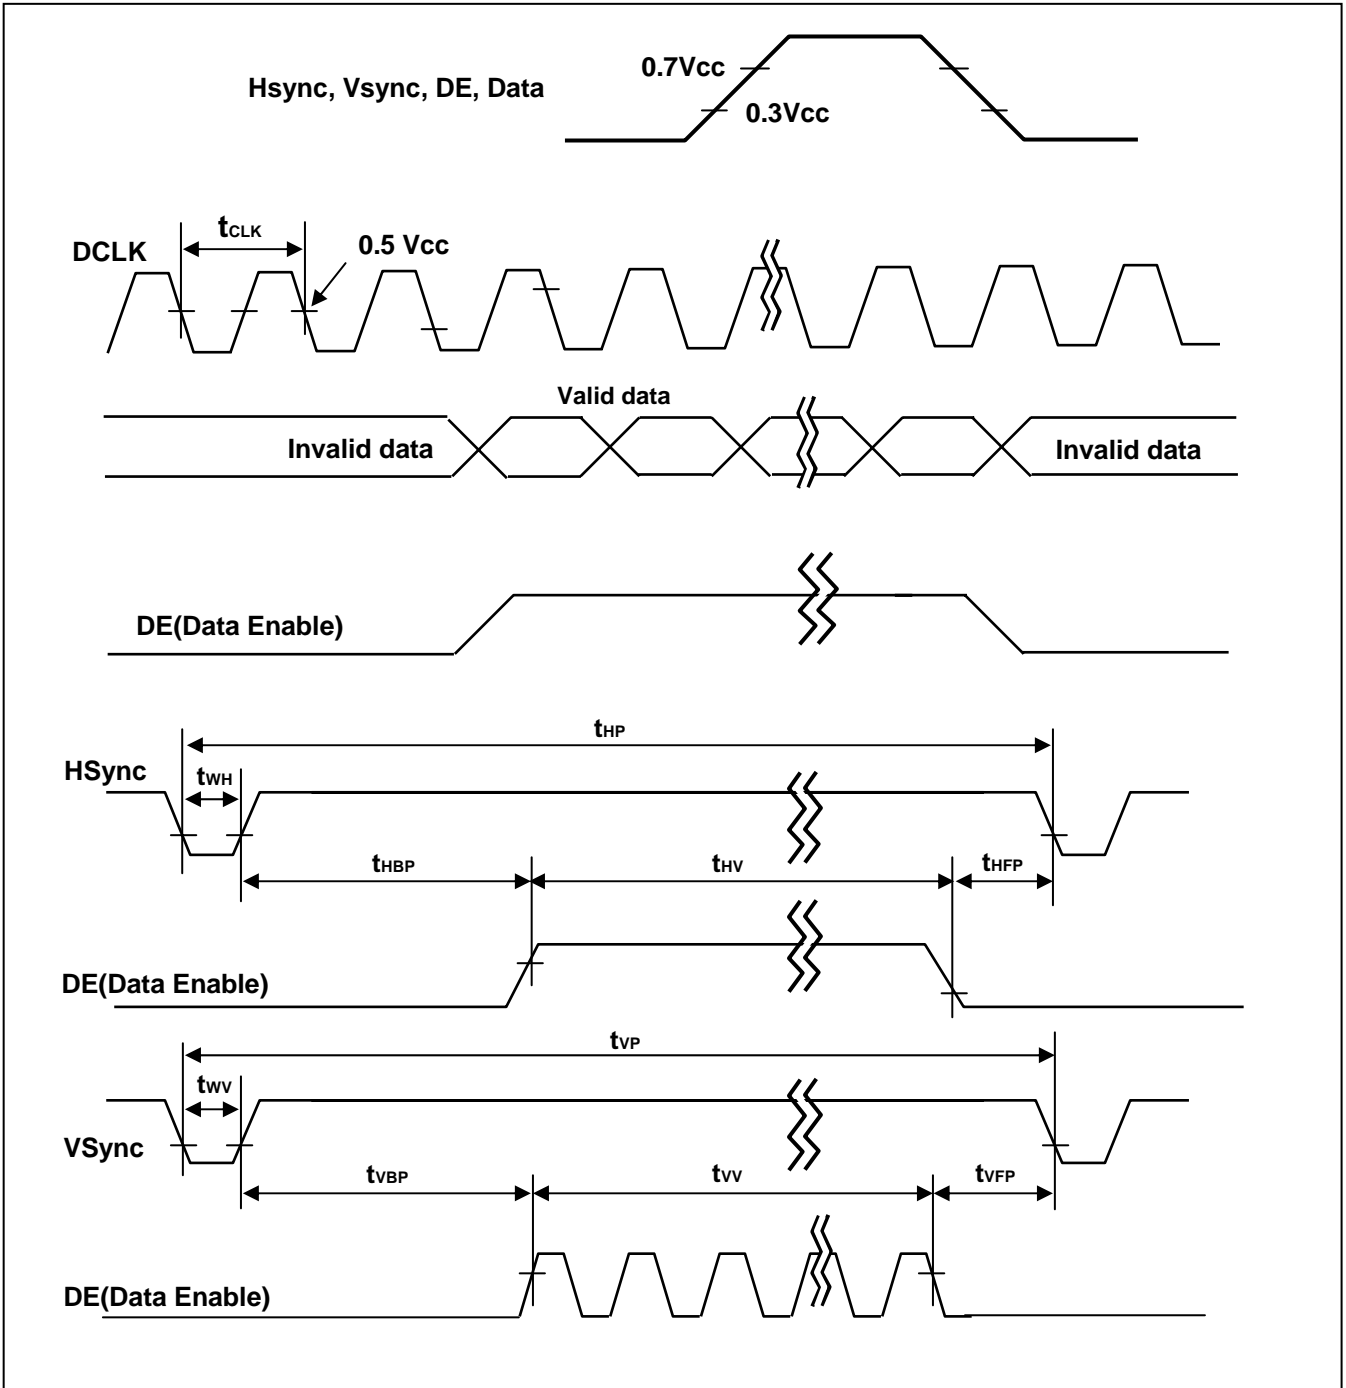 0.7Vcc
Hsync, Vsync, DE, Data
0.3Vcc
tCLK
DCLK
0.5 Vcc
Valid data
Invalid data
Invalid data
DE(Data Enable)
tHP
HSync
tWH
tHBP
tHV
tHFP
DE(Data Enable)
tVP
tWV
VSync
tVBP
tVV
tVFP
DE(Data Enable)